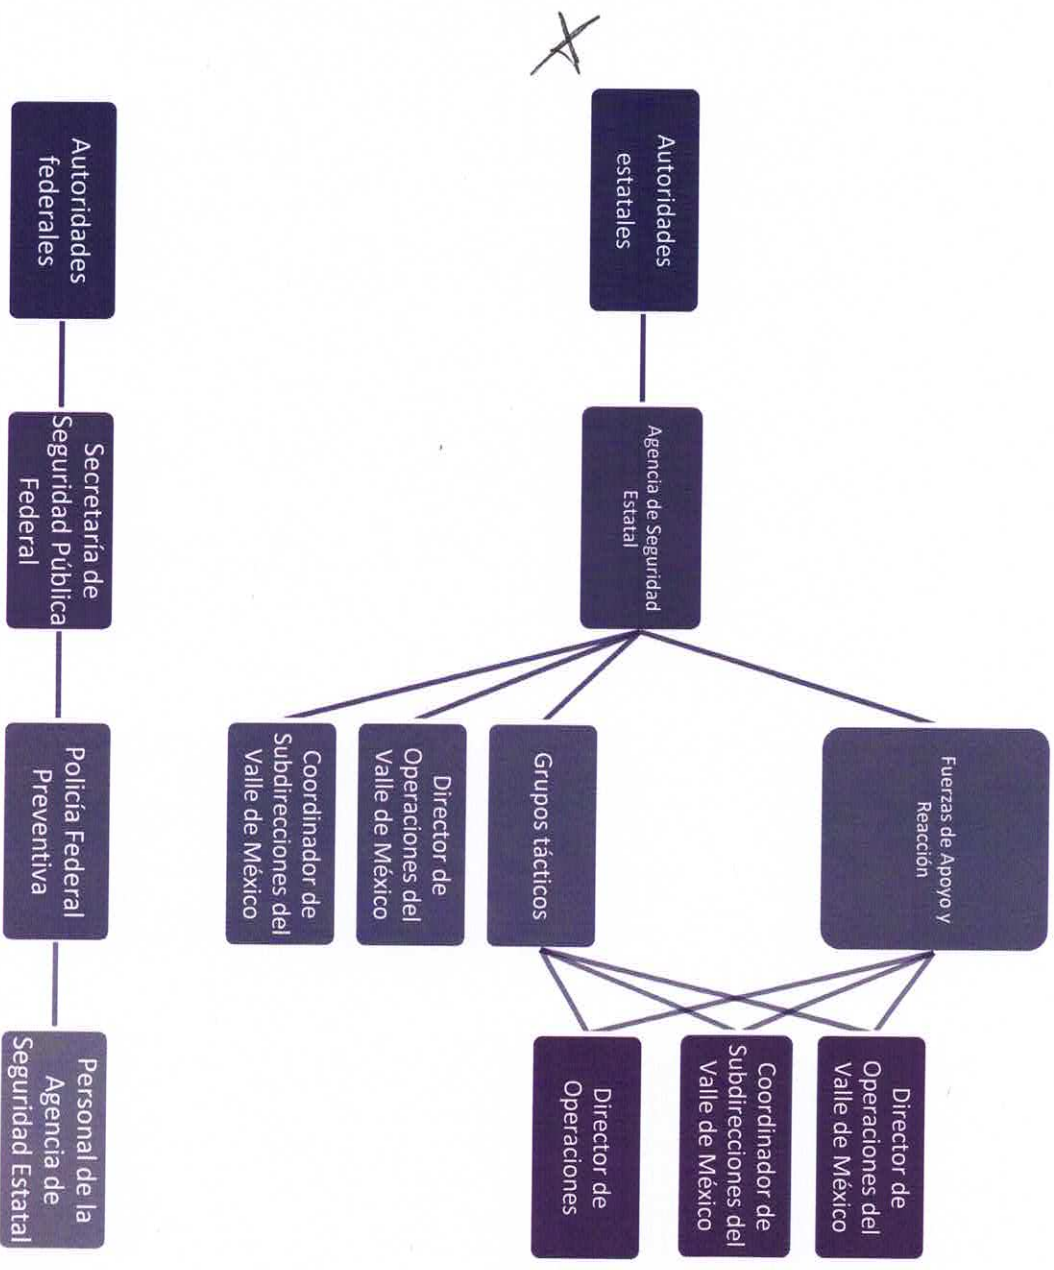 Autoridades
estatales
Agencia de Seguridad
Estatal
Fuerzas de Apoyo y
Reacción
Director de
Operaciones del
Valle de México
Coordinador de
Subdirecciones del
Valle de México
Director de
Operaciones
Grupos tácticos
Director de
Operaciones del
Valle de México
Coordinador de
Subdirecciones del
Valle de México
Autoridades
federales
Secretaría de
Seguridad Pública
Federal
Policía Federal
Preventiva
Personal de la
Agencia de
Seguridad Estatal